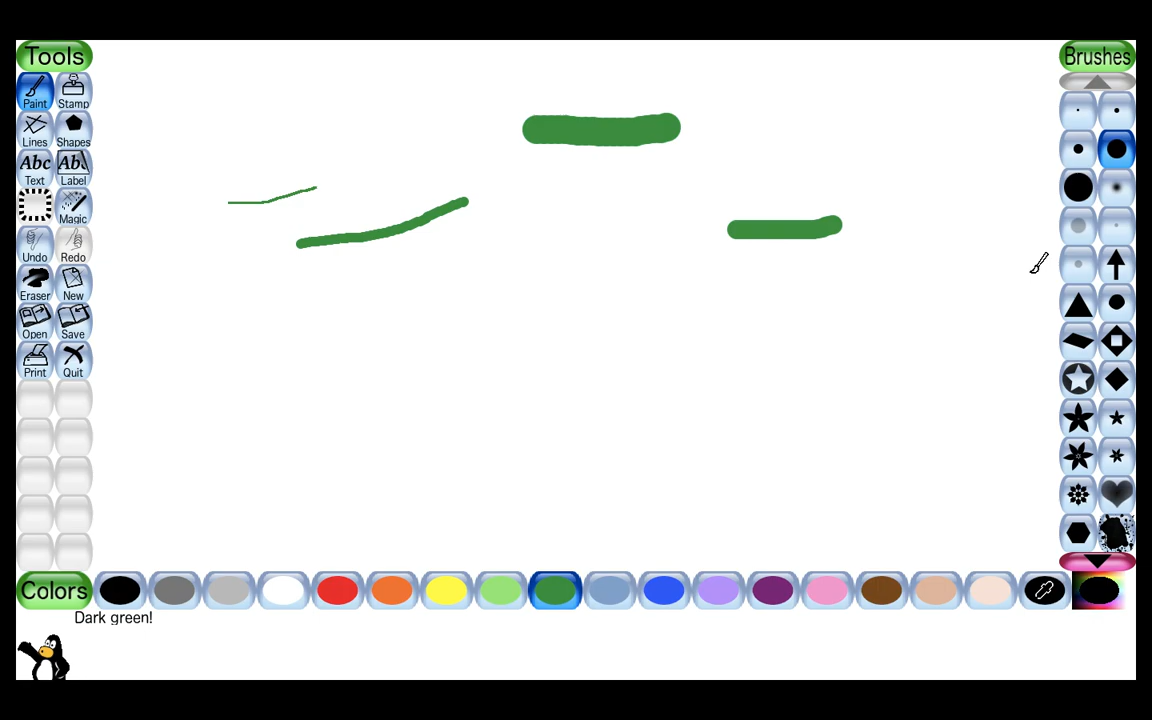 Tools
Brushes
Paint Stamp
Lines Shapes
Abc Abc
Text Label
Magic
Undo Redo
Eraser New
Open Save
Print Quit
Colors
Dark green!